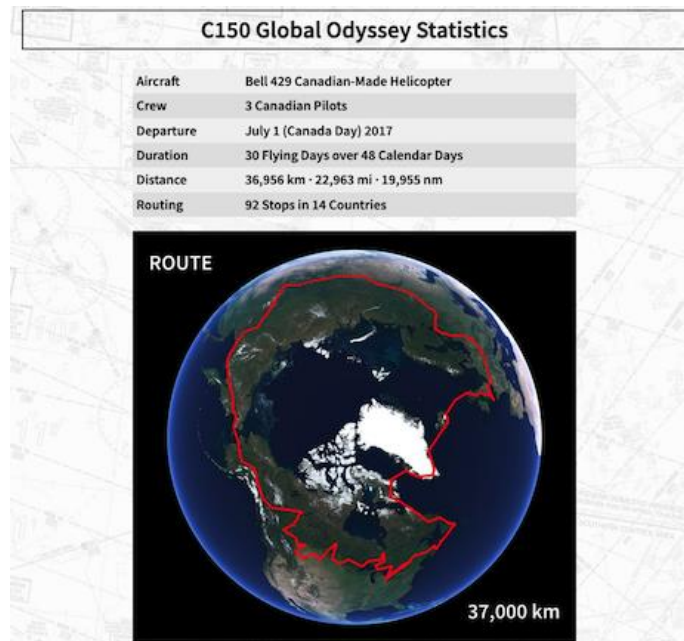 C150 Global Odyssey Statistics
Aircraft Bell 429 Canadian-Made Helicopter
Crew 3 Canadian Pilots
Departure July 1 (Canada Day) 2017
Duration 30 Flying Days over 48 Calendar Days
Distance 36,956 km · 22,963 mi · 19,955 nm
Routing 92 Stops in 14 Countries
ROUTE
37,000 km